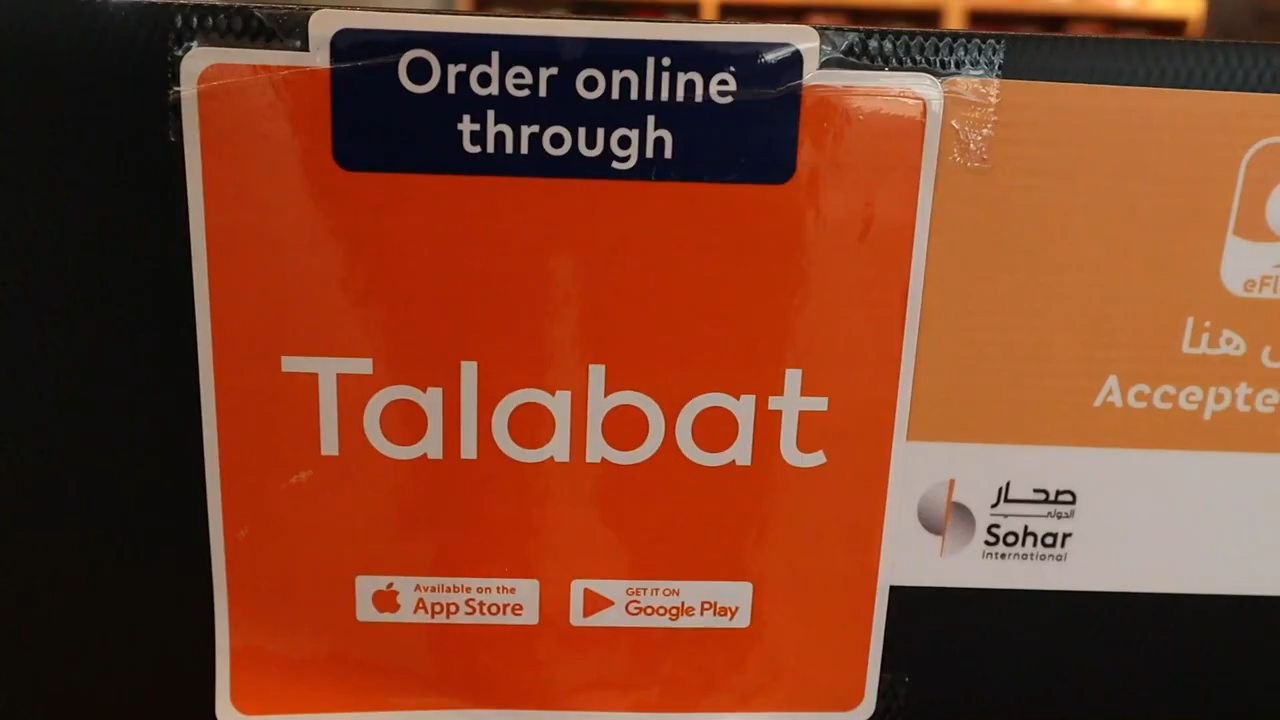 Order online
through
Talabat
Available on the
App Store
GET IT ON
Google Play
هنا
صحار
الدولي
Sohar
International